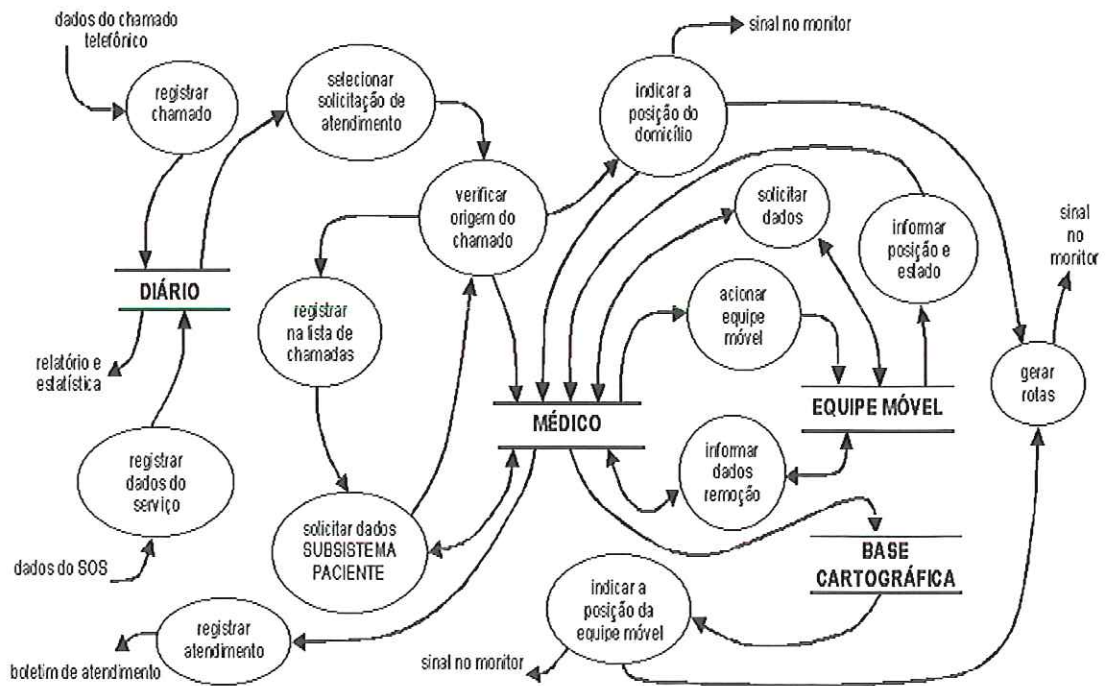 dados do chamado
telefônico
registrar
chamado
selecionar
solicitação de
atendimento
sinal no monitor
indicar a
posição do
domicílio
verificar
origem do
chamado
solicitar
dados
informar
posição e
estado
sinal
no
monitor
DIÁRIO
registrar
na lista de
chamadas
acionar
equipe
móvel
relatório e
estatística
gerar
rotas
MÉDICO
EQUIPE MÓVEL
registrar
dados do
serviço
informar
dados
remoção
solicitar dados
SUBSISTEMA
PACIENTE
dados do SOS
BASE
CARTOGRÁFICA
indicar a
posição da
equipe móvel
registrar
atendimento
boletim de atendimento
sinal no monitor